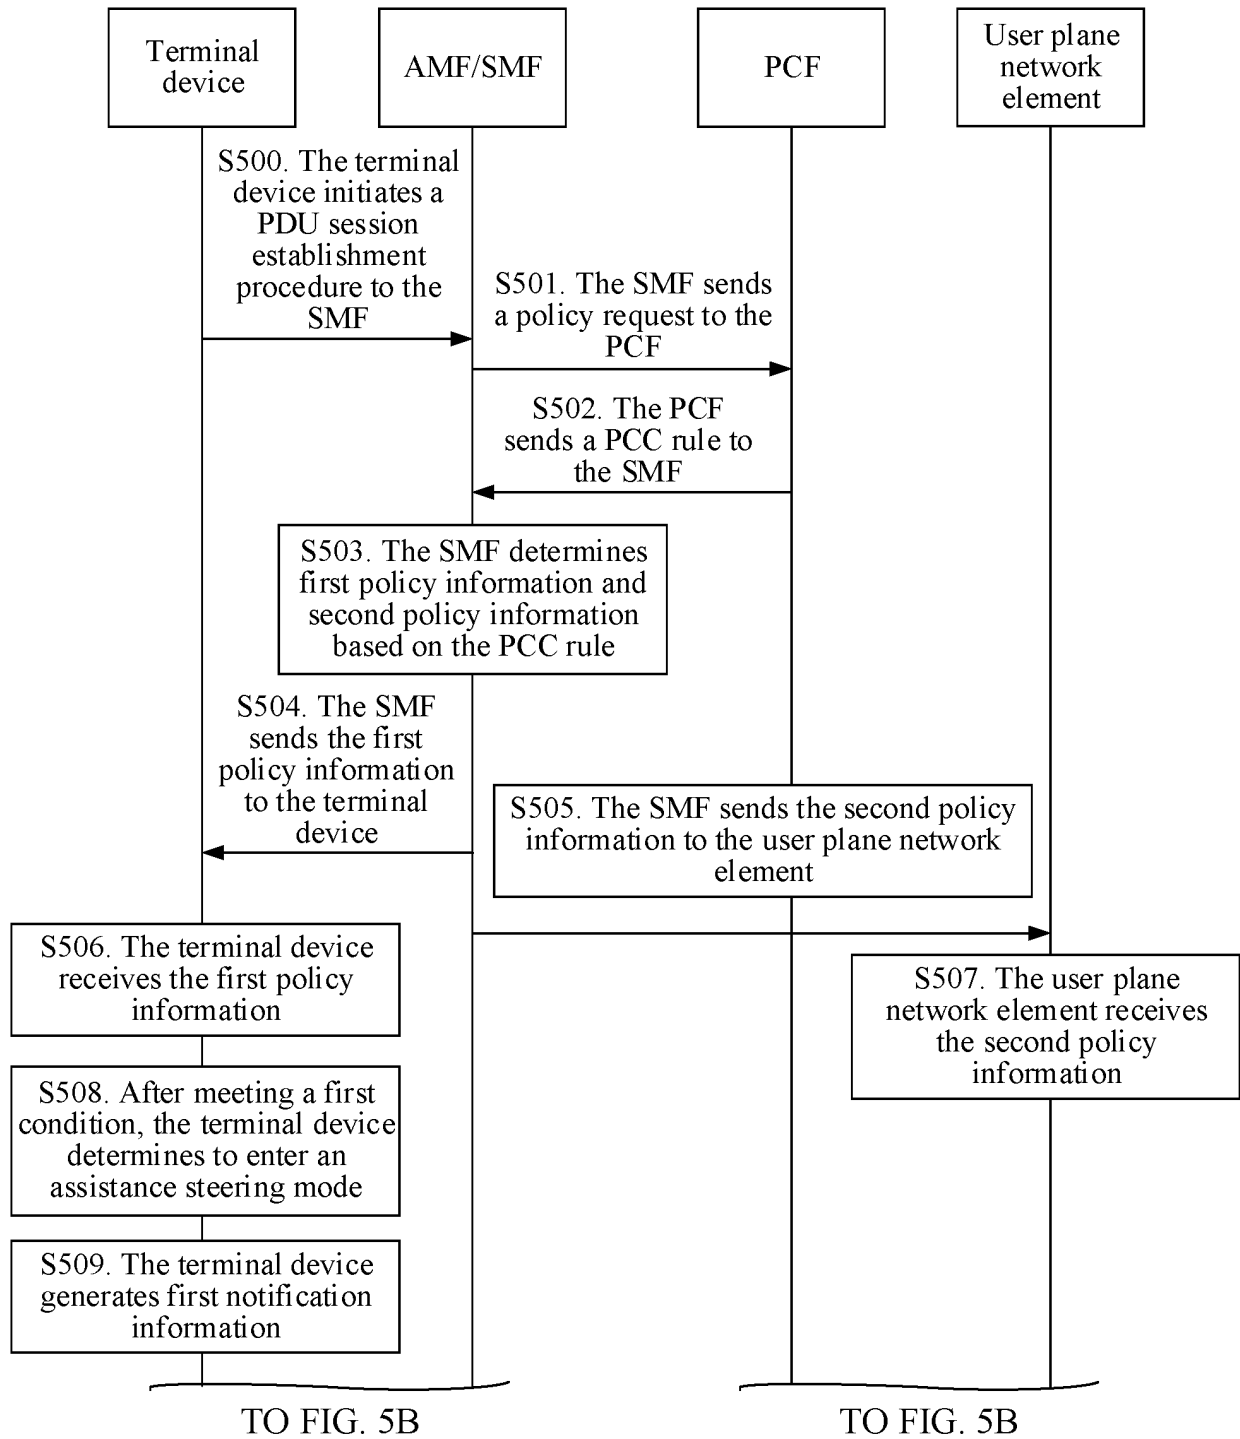 Terminal
device
AMF/SMF
PCF
User plane
network
element
S500. The terminal
device initiates a
PDU session
establishment
procedure to the
SMF
S501. The SMF sends
a policy request to the
PCF
S502. The PCF
sends a PCC rule to
the SMF
S503. The SMF determines
first policy information and
second policy information
based on the PCC rule
S504. The SMF
sends the first
policy information
to the terminal
device
S505. The SMF sends the second policy
information to the user plane network
element
S506. The terminal device
receives the first policy
information
S507. The user plane
network element receives
the second policy
information
S508. After meeting a first
condition, the terminal device
determines to enter an
assistance steering mode
S509. The terminal device
generates first notification
information
TO FIG. 5B
TO FIG. 5B